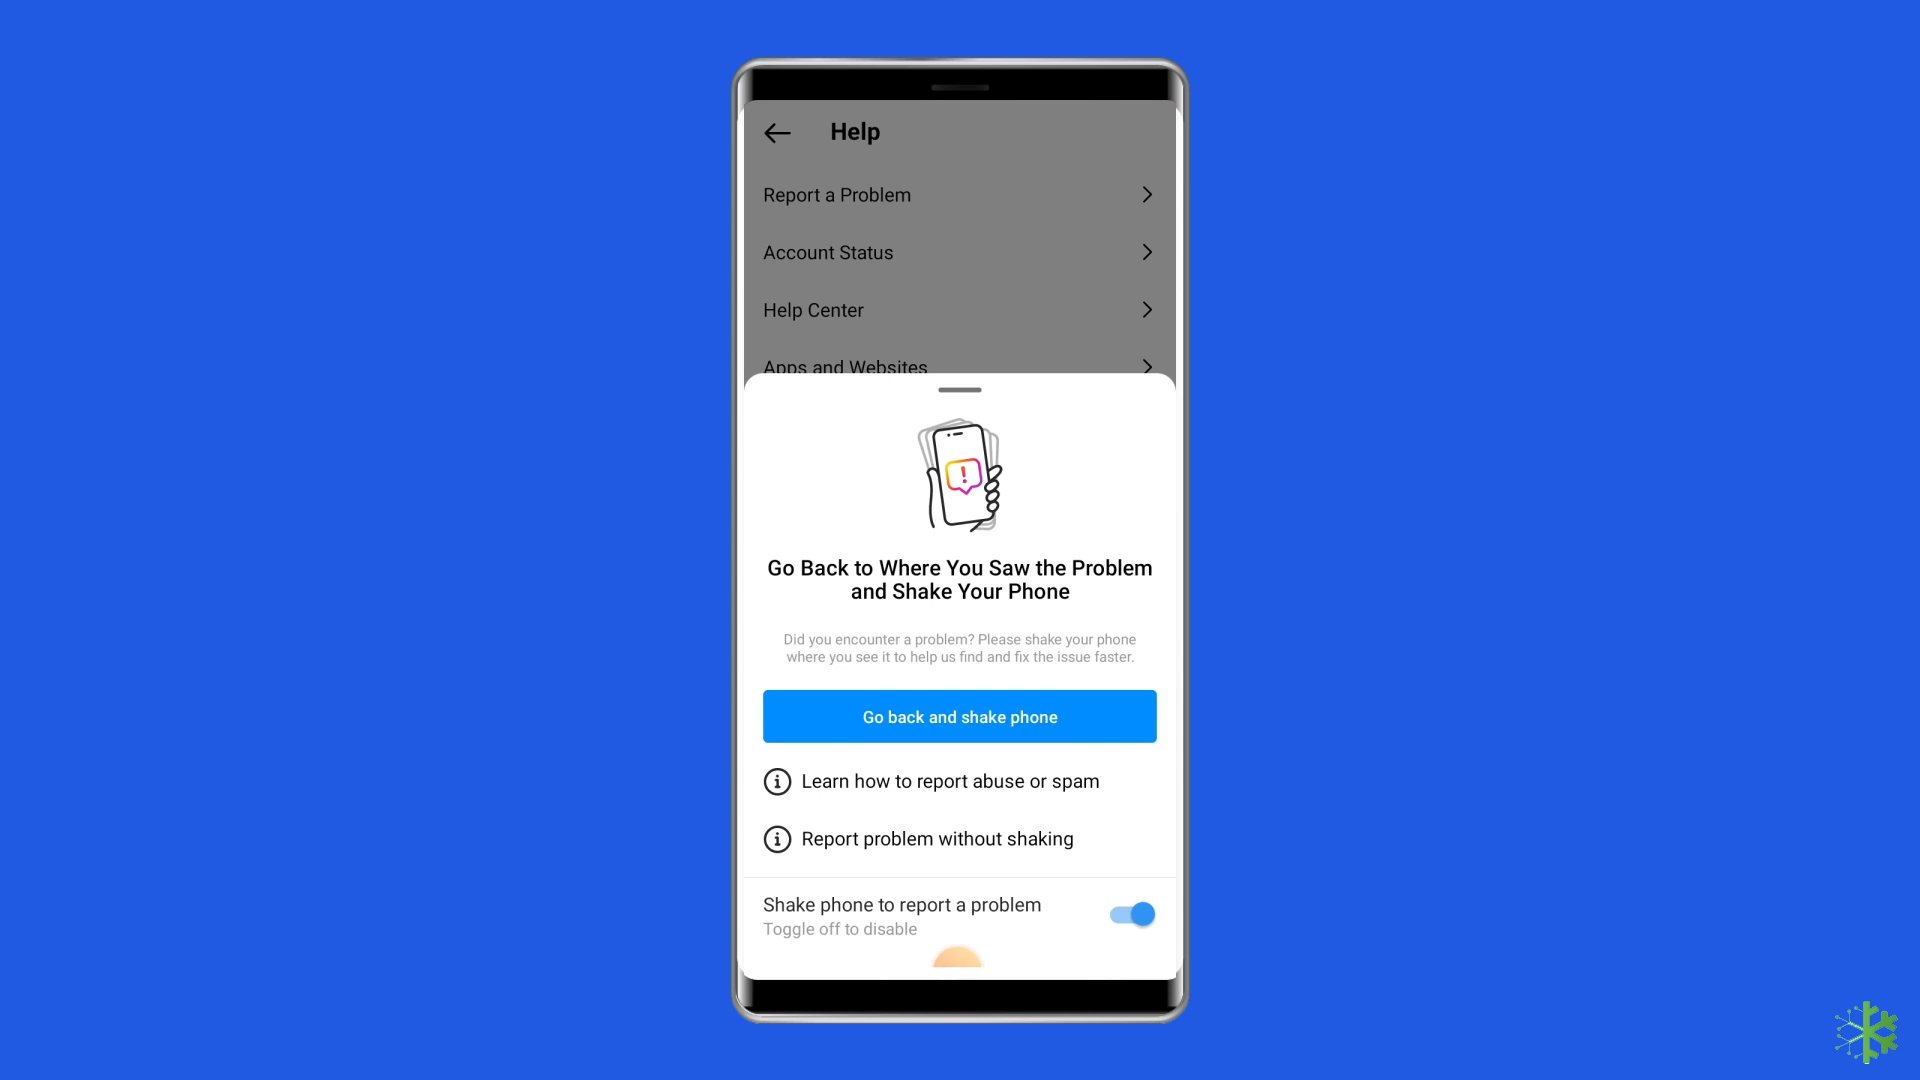 Help
Report a Problem
Account Status
Help Center
Apps and Websites
Go Back to Where You Saw the Problem
and Shake Your Phone
Did you encounter a problem? Please shake your phone
where you see it to help us find and fix the issue faster.
Go back and shake phone
Learn how to report abuse or spam
Report problem without shaking
Shake phone to report a problem
Toggle off to disable